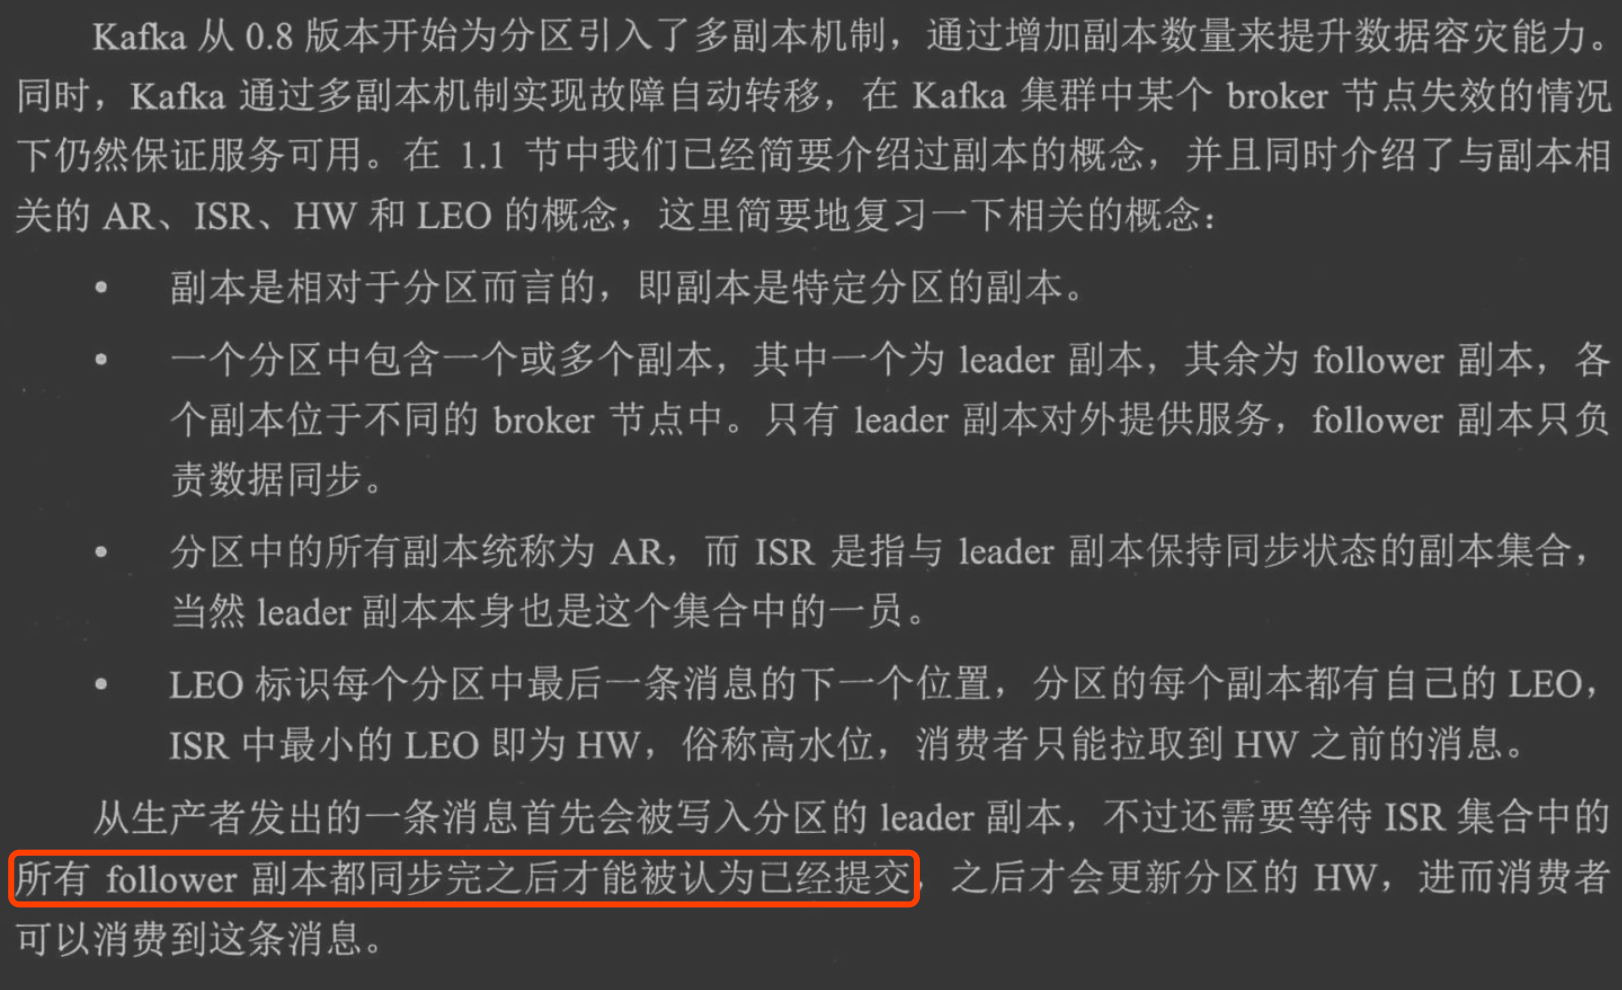 Kafka 从 0.8 版本开始为分区引入了多副本机制，通过增加副本数量来提升数据容灾能力。
同时，Kafka 通过多副本机制实现故障自动转移，在 Kafka 集群中某个 broker 节点失效的情况
下仍然保证服务可用。在 1.1 节中我们已经简要介绍过副本的概念，并且同时介绍了与副本相
关的 AR、ISR、HW 和 LEO 的概念，这里简要地复习一下相关的概念：
• 副本是相对于分区而言的，即副本是特定分区的副本。
• 一个分区中包含一个或多个副本，其中一个为 leader 副本，其余为 follower 副本，各
个副本位于不同的 broker 节点中。只有 leader 副本对外提供服务，follower 副本只负
责数据同步。
• 分区中的所有副本统称为 AR，而 ISR 是指与 leader 副本保持同步状态的副本集合，
当然 leader 副本本身也是这个集合中的一员。
• LEO 标识每个分区中最后一条消息的下一个位置，分区的每个副本都有自己的 LEO，
ISR 中最小的 LEO 即为 HW，俗称高水位，消费者只能拉取到 HW 之前的消息。
从生产者发出的一条消息首先会被写入分区的 leader 副本，不过还需要等待 ISR 集合中的
所有 follower 副本都同步完之后才能被认为已经提交，之后才会更新分区的 HW，进而消费者
可以消费到这条消息。